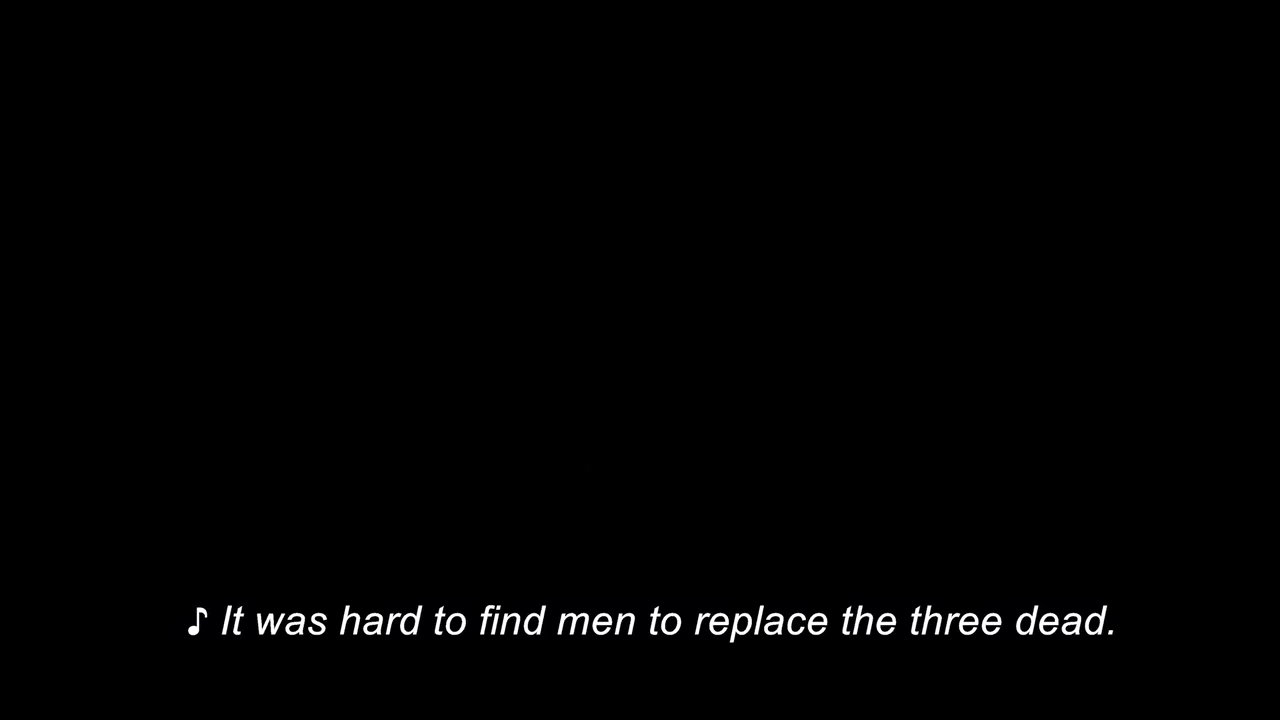 ♪ It was hard to find men to replace the three dead.